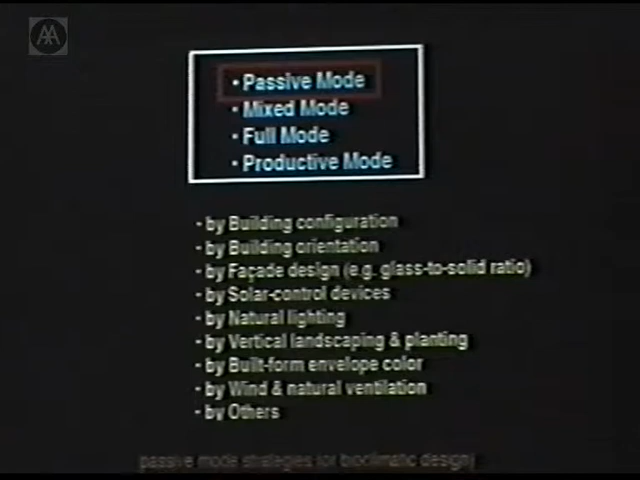 AA
• Passive Mode
• Mixed Mode
• Full Mode
• Productive Mode
- by Building configuration
- by Building orientation
- by Façade design (e.g. glass-to-solid ratio)
- by Solar-control devices
- by Natural lighting
- by Vertical landscaping & planting
- by Built-form envelope color
- by Wind & natural ventilation
- by Others
passive mode strategies for bioclimatic design)